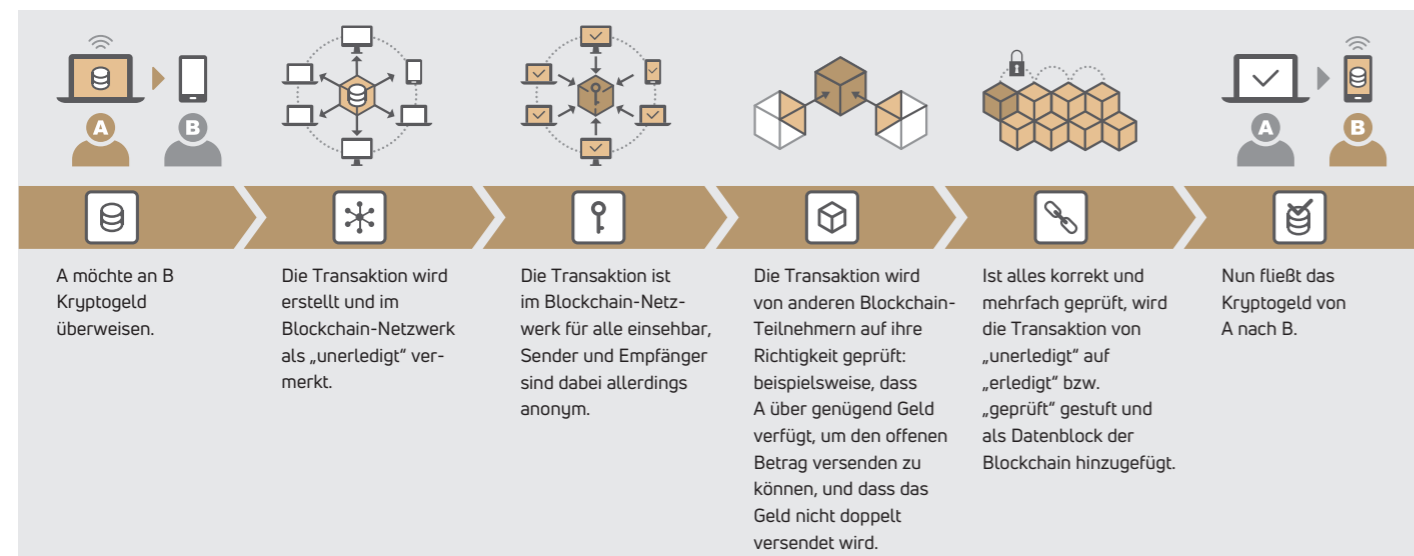 A
B
A
B
A möchte an B
Kryptogeld
überweisen.
Die Transaktion wird
erstellt und im
Blockchain-Netzwerk
als „unerledigt“ ver-
merkt.
Die Transaktion ist
im Blockchain-Netz-
werk für alle einsehbar,
Sender und Empfänger
sind dabei allerdings
anonym.
Die Transaktion wird
von anderen Blockchain-
Teilnehmern auf ihre
Richtigkeit geprüft:
beispielsweise, dass
A über genügend Geld
verfügt, um den offenen
Betrag versenden zu
können, und dass das
Geld nicht doppelt
versendet wird.
Ist alles korrekt und
mehrfach geprüft, wird
die Transaktion von
„unerledigt“ auf
„erledigt“ bzw.
„geprüft“ gestuft und
als Datenblock der
Blockchain hinzugefügt.
Nun fließt das
Kryptogeld von
A nach B.